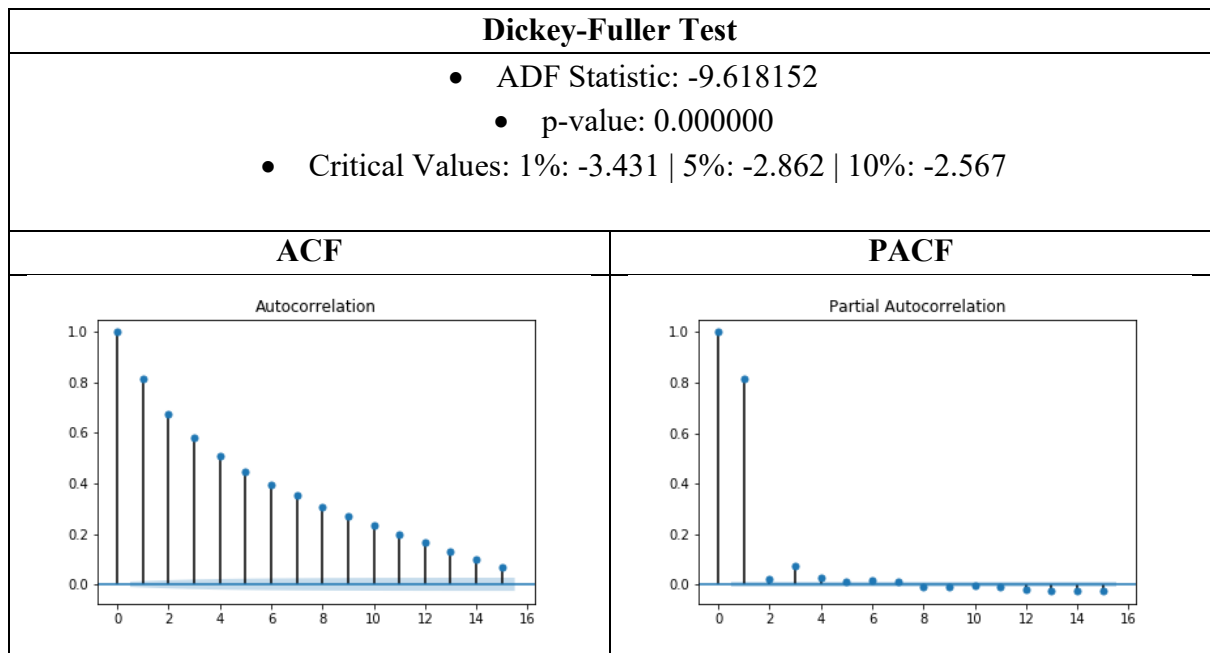 Dickey-Fuller Test
• ADF Statistic: -9.618152
• p-value: 0.000000
• Critical Values: 1%: -3.431 | 5%: -2.862 | 10%: -2.567
ACF
PACF
Autocorrelation
1.0
0.8
0.6
0.4
0.2
0.0
0 2 4 6 8 10 12 14 16
Partial Autocorrelation
1.0
0.8
0.6
0.4
0.2
0.0
0 2 4 6 8 10 12 14 16